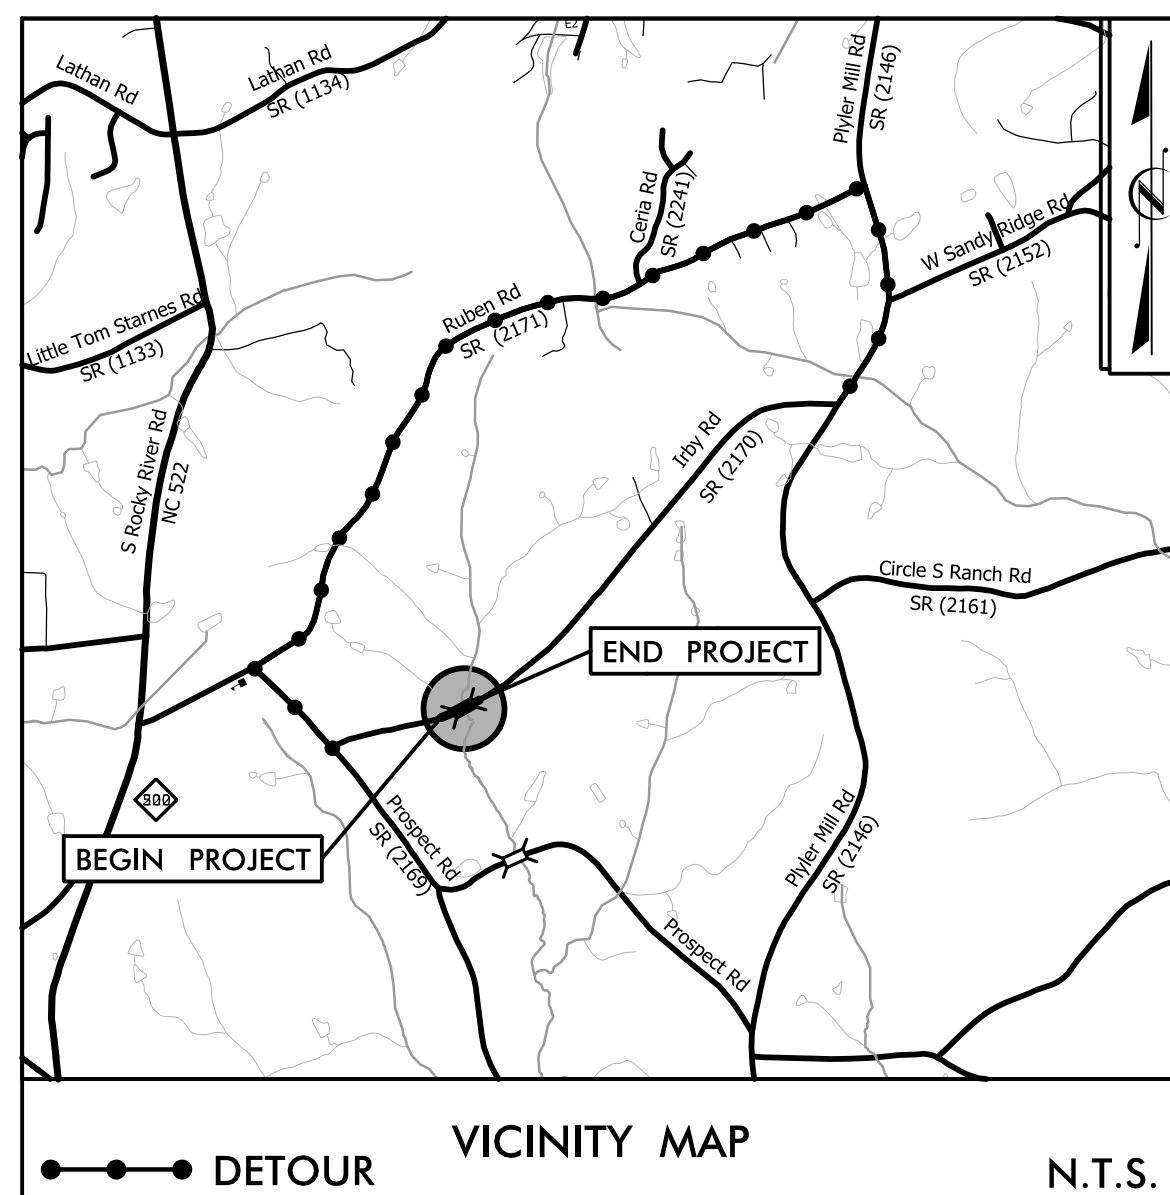 E2
Lathan Rd
Lathan Rd
SR (1134)
Plyler Mill Rd
SR (2146)
Ceria Rd
SR (2241)
W Sandy Ridge Rd
SR (2152)
Little Tom Starnes Rd
SR (1133)
Ruben Rd
SR (2171)
S Rocky River Rd
NC 522
Irby Rd
SR (2170)
Circle S Ranch Rd
SR (2161)
END PROJECT
BEGIN PROJECT
Prospect Rd
SR (2169)
Plyler Mill Rd
SR (2146)
Prospect Rd
VICINITY MAP
DETOUR
N.T.S.